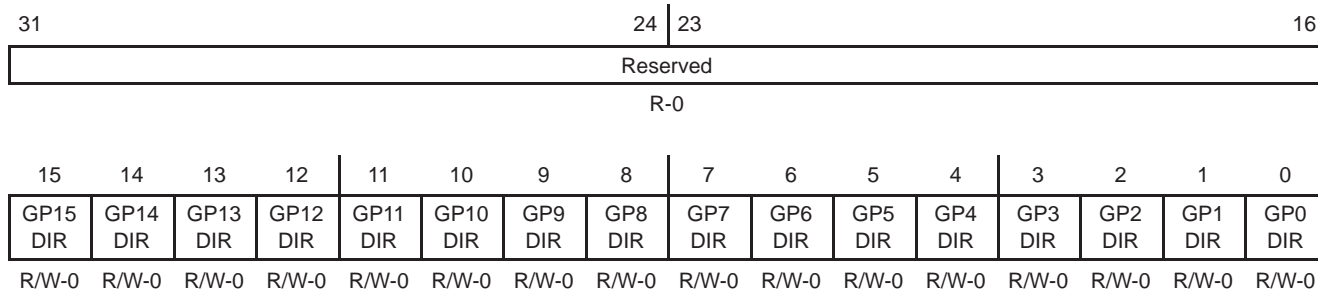 31 24 23 16
Reserved
R-0
15 14 13 12 11 10 9 8 7 6 5 4 3 2 1 0
GP15 GP14 GP13 GP12 GP11 GP10 GP9 GP8 GP7 GP6 GP5 GP4 GP3 GP2 GP1 GP0
DIR DIR DIR DIR DIR DIR DIR DIR DIR DIR DIR DIR DIR DIR DIR DIR
R/W-0 R/W-0 R/W-0 R/W-0 R/W-0 R/W-0 R/W-0 R/W-0 R/W-0 R/W-0 R/W-0 R/W-0 R/W-0 R/W-0 R/W-0 R/W-0